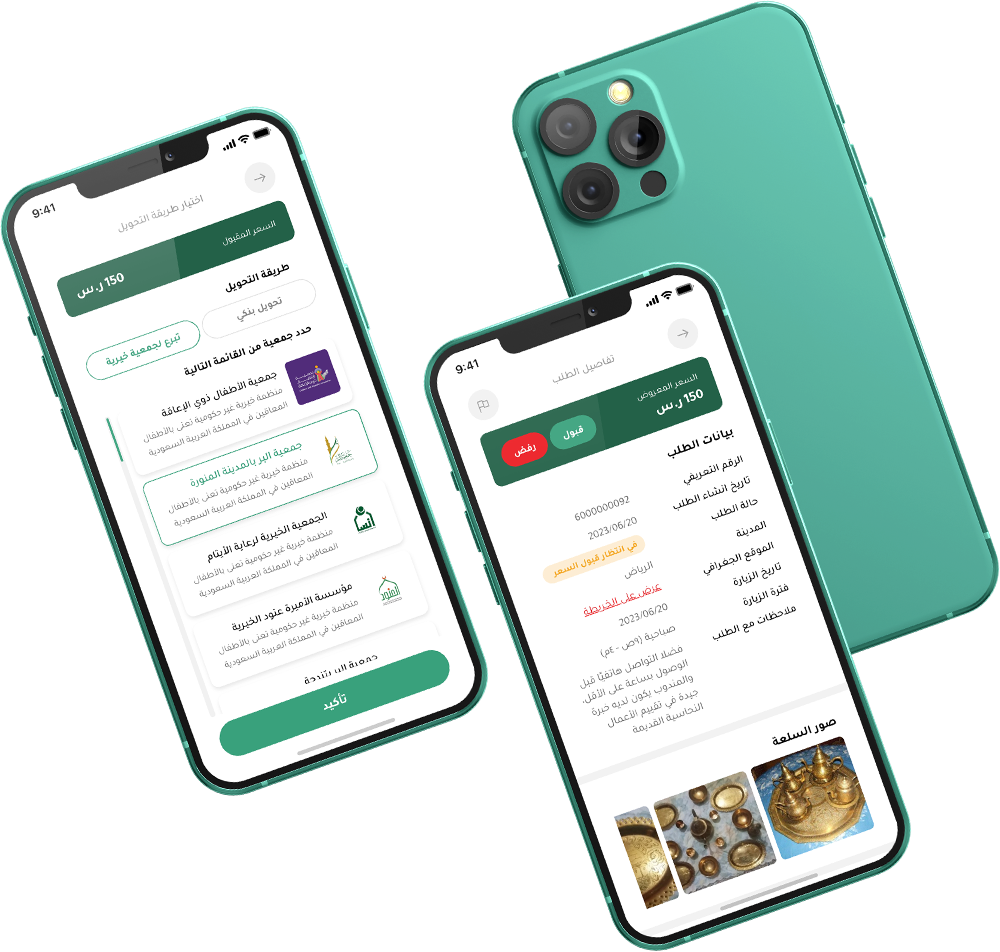 9:41
اختيار طريقة التحويل
السعر المقبول
150 ر.س
طريقة التحويل
تحويل بنكي
تبرع لجمعية خيرية
حدد جمعية من القائمة التالية
جمعية الأطفال ذوي الإعاقة
منظمة خيرية غير حكومية تعنى بالأطفال
المعاقين في المملكة العربية السعودية
جمعية البر بالمدينة المنورة
منظمة خيرية غير حكومية تعنى بالأطفال
المعاقين في المملكة العربية السعودية
إنسان
الجمعية الخيرية لرعاية الأيتام
منظمة خيرية غير حكومية تعنى بالأطفال
المعاقين في المملكة العربية السعودية
العنود
مؤسسة الأميرة عنود الخيرية
منظمة خيرية غير حكومية تعنى بالأطفال
المعاقين في المملكة العربية السعودية
تأكيد
9:41
تفاصيل الطلب
السعر المعروض
150 ر.س
قبول
رفض
بيانات الطلب
الرقم التعريفي
6000000092
تاريخ انشاء الطلب
2023/06/20
حالة الطلب
في انتظار قبول السعر
المدينة
الرياض
الموقع الجغرافي
عرض على الخريطة
تاريخ الزيارة
2023/06/20
فترة الزيارة
صباحية (٩ص - ٤م)
ملاحظات مع الطلب
فضلا التواصل هاتفيًا قبل
الوصول بساعة على الأقل.
والمندوب يكون لديه خبرة
جيدة في تقييم الأعمال
النحاسية القديمة
صور السلعة